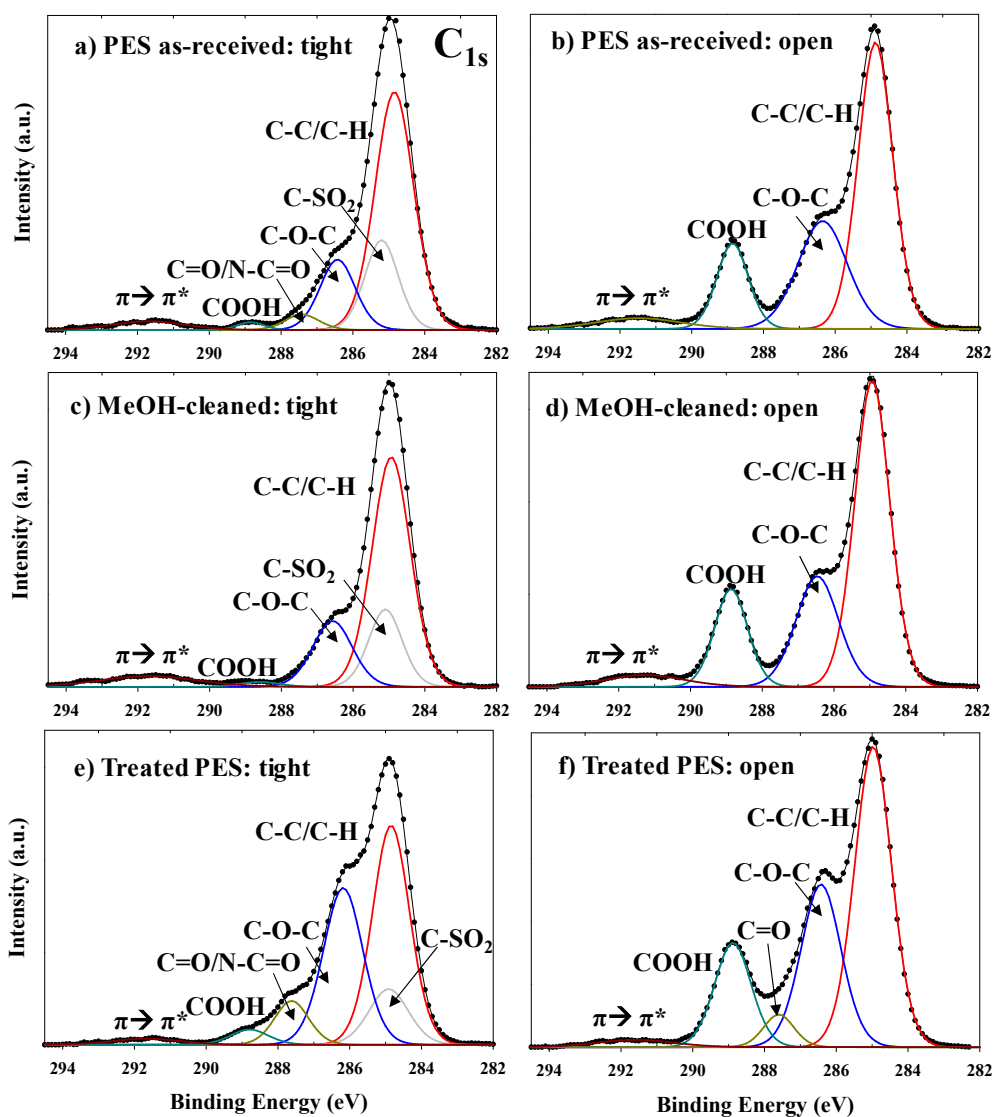 a) PES as-received: tight
C1s
C-C/C-H
C-SO2
C-O-C
C=O/N-C=O
COOH
π→ π*
Intensity (a.u.)
294 292 290 288 286 284 282
b) PES as-received: open
C-C/C-H
C-O-C
COOH
π→ π*
294 292 290 288 286 284 282
c) MeOH-cleaned: tight
C-C/C-H
C-SO2
C-O-C
COOH
π→ π*
Intensity (a.u.)
294 292 290 288 286 284 282
d) MeOH-cleaned: open
C-C/C-H
C-O-C
COOH
π→ π*
294 292 290 288 286 284 282
e) Treated PES: tight
C-C/C-H
C-O-C
C-SO2
C=O/N-C=O
COOH
π→ π*
Intensity (a.u.)
294 292 290 288 286 284 282
Binding Energy (eV)
f) Treated PES: open
C-C/C-H
C-O-C
C=O
COOH
π→ π*
294 292 290 288 286 284 282
Binding Energy (eV)